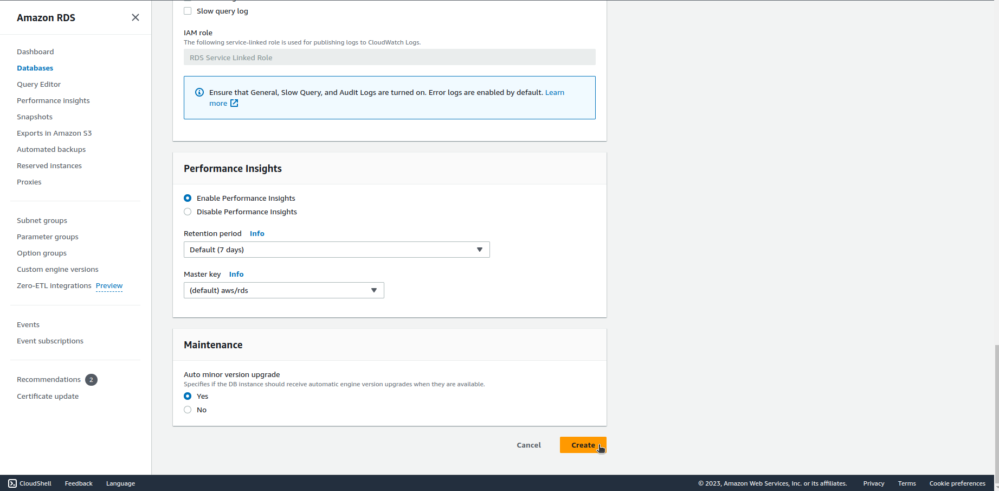 Amazon RDS
Dashboard
Databases
Query Editor
Performance insights
Snapshots
Exports in Amazon S3
Automated backups
Reserved instances
Proxies
Subnet groups
Parameter groups
Option groups
Custom engine versions
Zero-ETL integrations Preview
Events
Event subscriptions
Recommendations 2
Certificate update
Slow query log
IAM role
The following service-linked role is used for publishing logs to CloudWatch Logs.
RDS Service Linked Role
Ensure that General, Slow Query, and Audit Logs are turned on. Error logs are enabled by default. Learn
more
Performance Insights
Enable Performance Insights
Disable Performance Insights
Retention period Info
Default (7 days)
Master key Info
(default) aws/rds
Maintenance
Auto minor version upgrade
Specifies if the DB instance should receive automatic engine version upgrades when they are available.
Yes
No
Cancel Create
CloudShell Feedback Language © 2023, Amazon Web Services, Inc. or its affiliates. Privacy Terms Cookie preferences